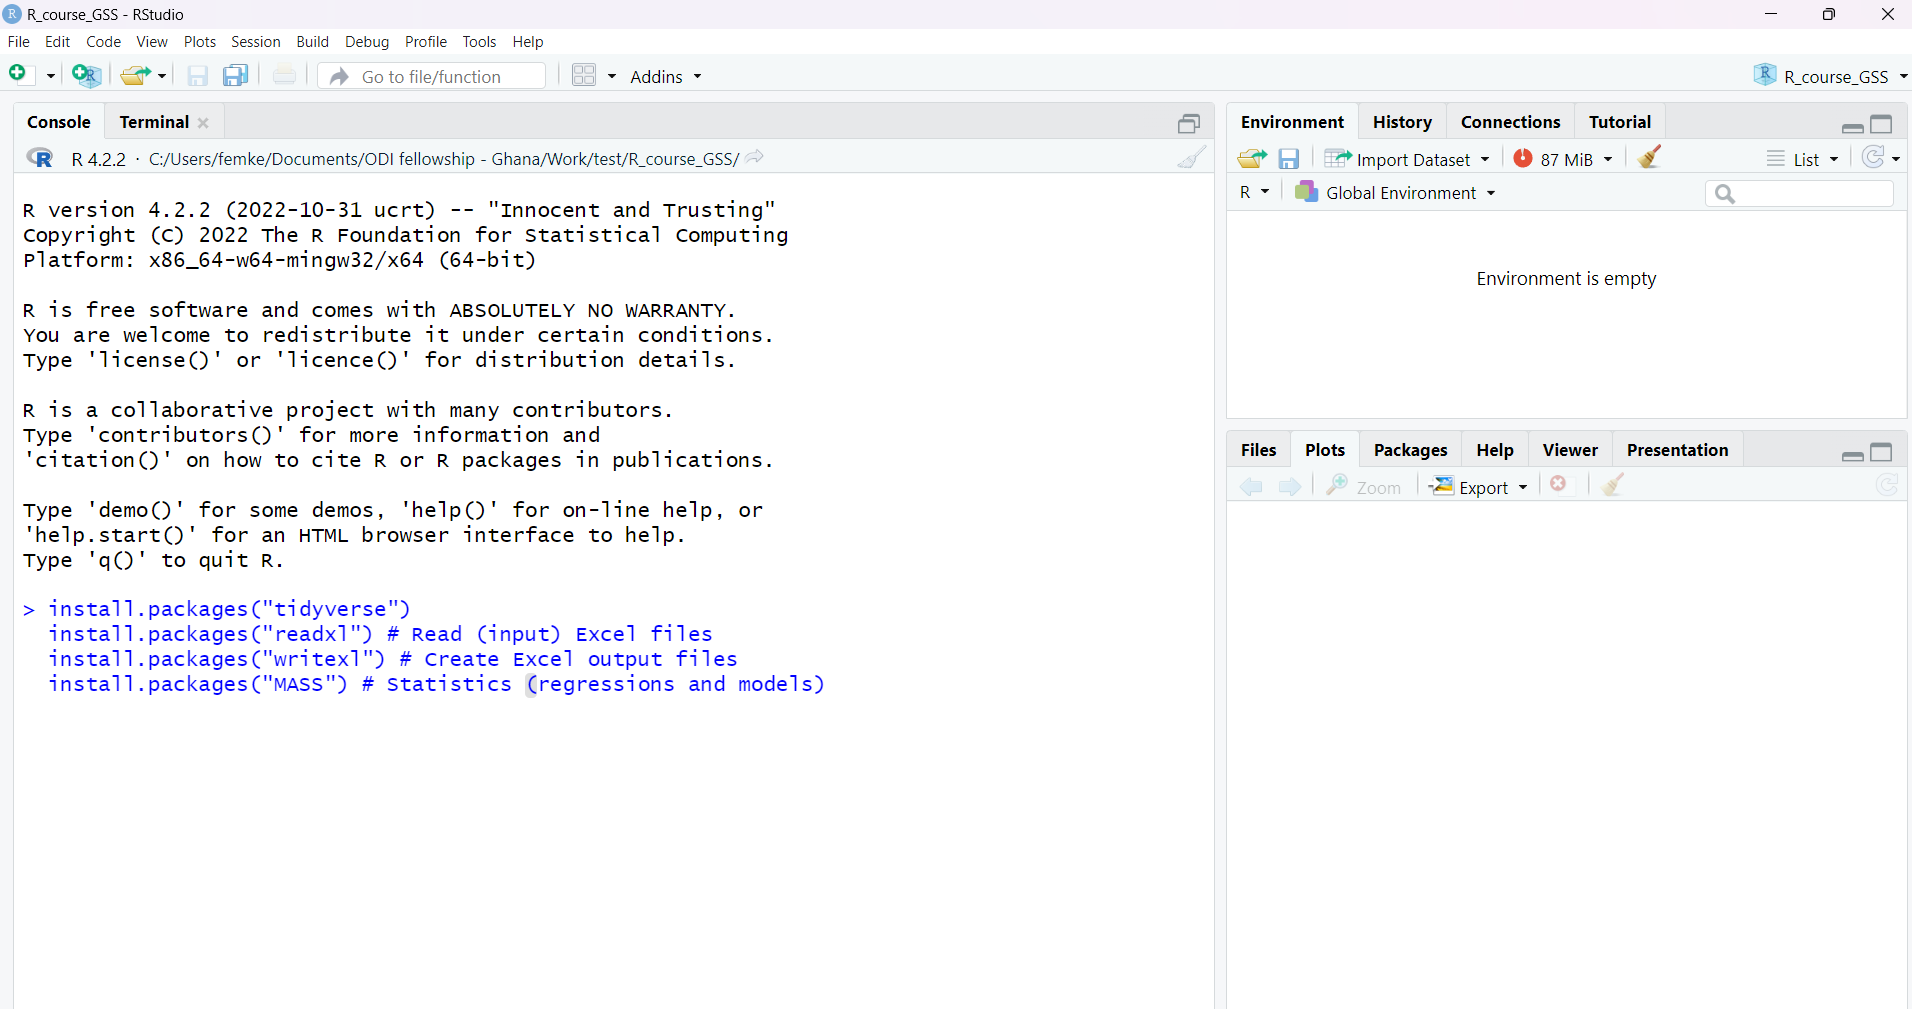 R_course_GSS - RStudio
File Edit Code View Plots Session Build Debug Profile Tools Help
Go to file/function Addins R_course_GSS
Console Terminal
R 4.2.2 · C:/Users/femke/Documents/ODI fellowship - Ghana/Work/test/R_course_GSS/
R version 4.2.2 (2022-10-31 ucrt) -- "Innocent and Trusting"
Copyright (C) 2022 The R Foundation for Statistical Computing
Platform: x86_64-w64-mingw32/x64 (64-bit)
R is free software and comes with ABSOLUTELY NO WARRANTY.
You are welcome to redistribute it under certain conditions.
Type 'license()' or 'licence()' for distribution details.
R is a collaborative project with many contributors.
Type 'contributors()' for more information and
'citation()' on how to cite R or R packages in publications.
Type 'demo()' for some demos, 'help()' for on-line help, or
'help.start()' for an HTML browser interface to help.
Type 'q()' to quit R.
> install.packages("tidyverse")
install.packages("readxl") # Read (input) Excel files
install.packages("writexl") # Create Excel output files
install.packages("MASS") # Statistics (regressions and models)
Environment History Connections Tutorial
Import Dataset 87 MiB List
R Global Environment
Environment is empty
Files Plots Packages Help Viewer Presentation
Zoom Export